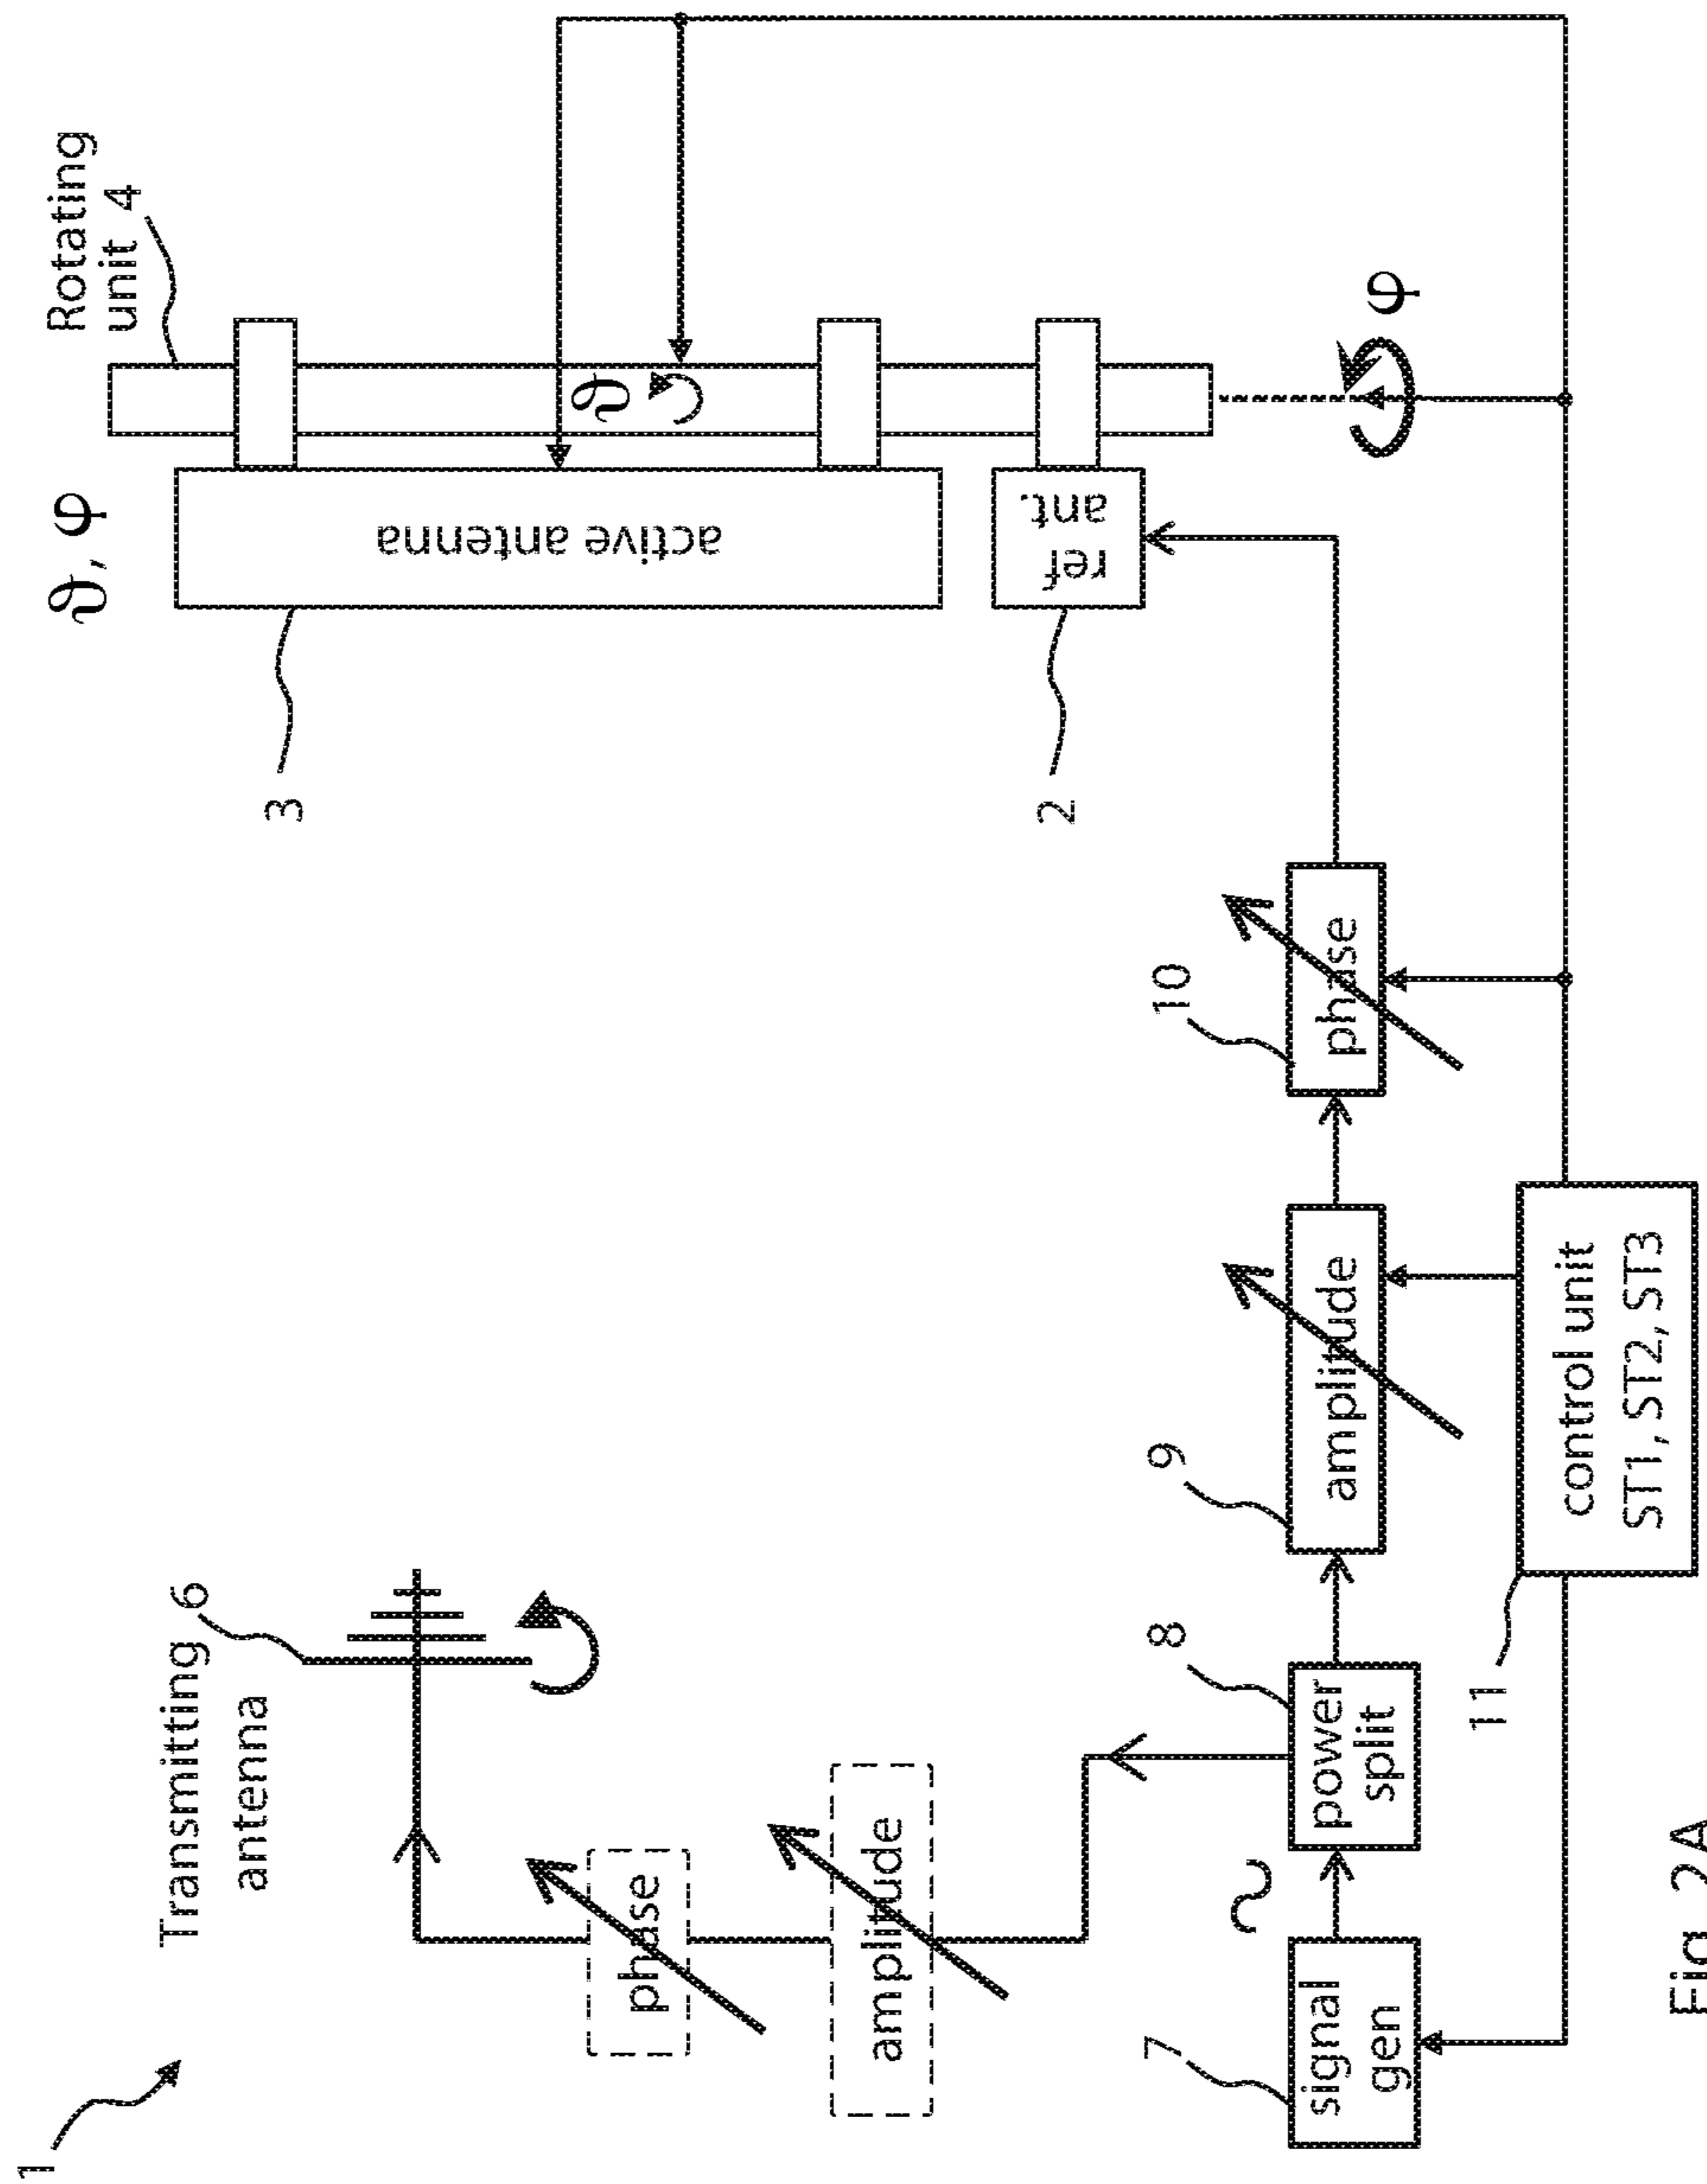 1
Transmitting
antenna
6
ϑ, φ
Rotating
unit 4
phase
amplitude
active antenna
3
ϑ
ref
ant.
2
φ
7
signal
gen
8
power
split
9
amplitude
10
phase
11
control unit
ST1, ST2, ST3
Fig. 2A